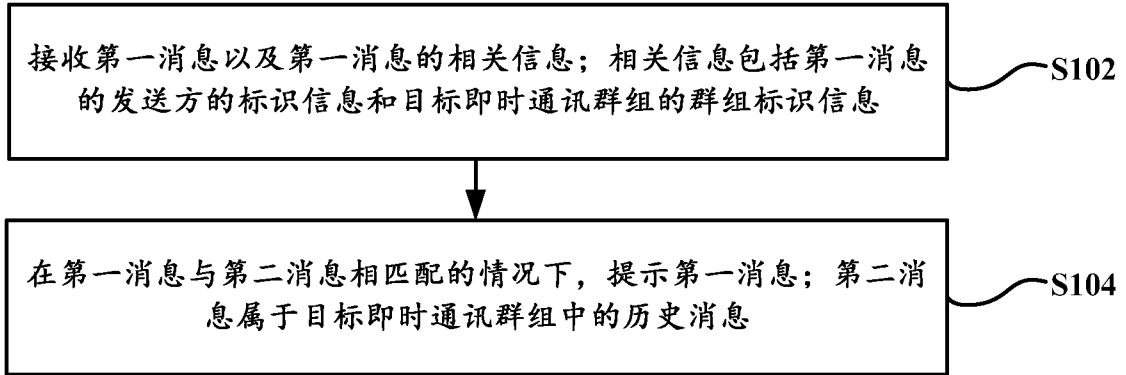 接收第一消息以及第一消息的相关信息；相关信息包括第一消息
的发送方的标识信息和目标即时通讯群组的群组标识信息
S102
在第一消息与第二消息相匹配的情况下，提示第一消息；第二消
息属于目标即时通讯群组中的历史消息
S104